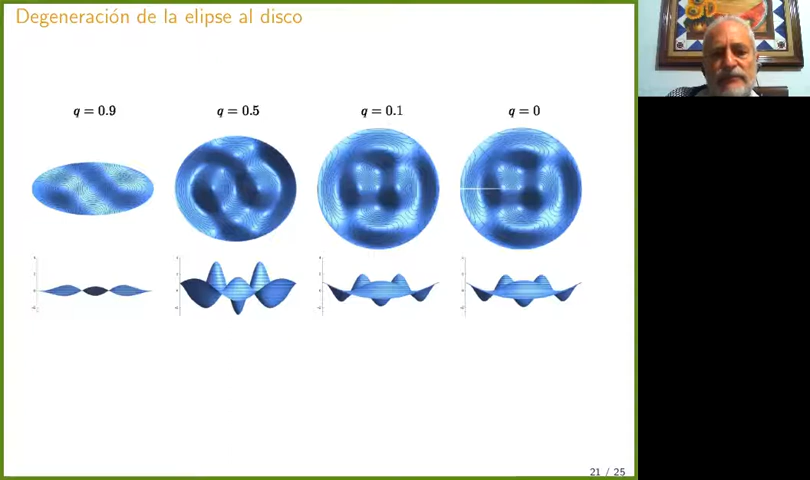 Degeneración de la elipse al disco
q = 0.9
q = 0.5
q = 0.1
q = 0
21 / 25